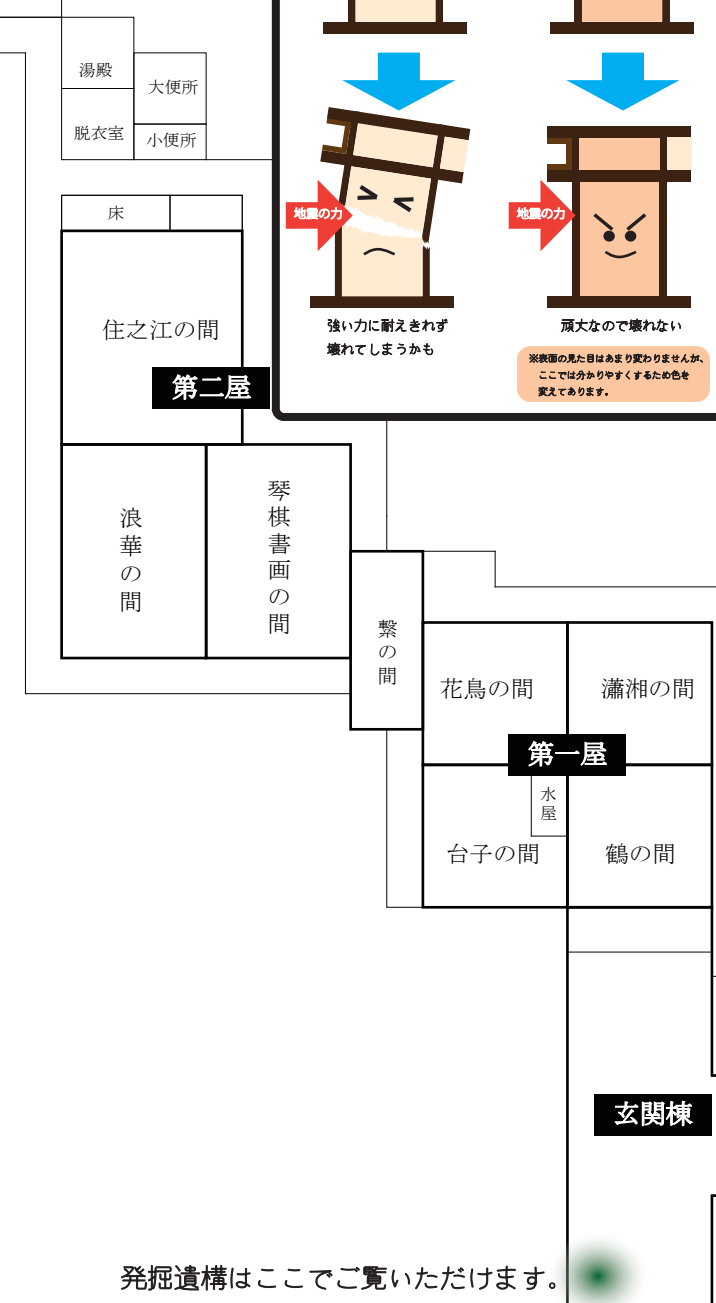 湯殿
大便所
脱衣室
小便所
床
住之江の間
第二屋
浪華の間
琴棋書画の間
繋の間
花鳥の間
瀟湘の間
第一屋
水屋
台子の間
鶴の間
玄関棟
発掘遺構はここでご覧いただけます。
地震の力
地震の力
強い力に耐えきれず
壊れてしまうかも
頑丈なので壊れない
※表面の見た目はあまり変わりませんが、
ここでは分かりやすくするため色を
変えてあります。